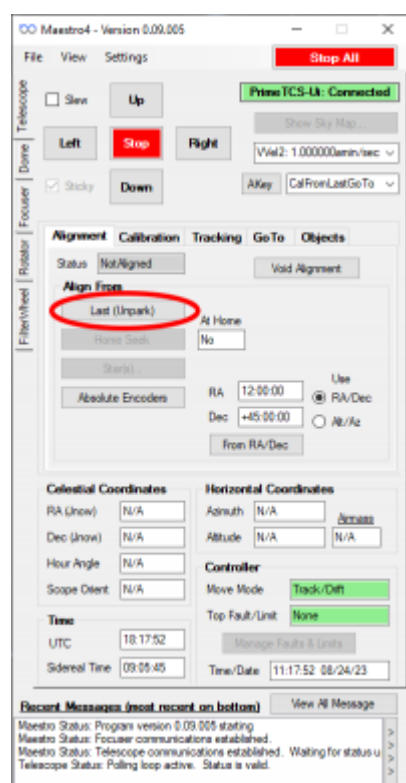 Maestro4 - Version 0.09.005
File View Settings Stop All
Telescope
Dome
Focuser
Rotator
FilterWheel
Slew Up PrimeTCS-Ui: Connected
Show Sky Map...
Left Stop Right VVel2: 1.000000amin/sec
Sticky Down AKey CalFromLastGoTo
Alignment Calibration Tracking GoTo Objects
Status NotAligned Void Alignment
Align From
Last (Unpark) At Home
Home Seek No
Star(s)...
Absolute Encoders
Use
RA 12:00:00 RA/Dec
Dec +45:00:00 Alt/Az
From RA/Dec
Celestial Coordinates Horizontal Coordinates
RA (Jnow) N/A Azimuth N/A Airmass
Dec (Jnow) N/A Altitude N/A N/A
Hour Angle N/A Controller
Scope Orient N/A Move Mode Track/Drift
Time Top Fault/Limit None
UTC 18:17:52 Manage Faults & Limits
Sidereal Time 09:05:45 Time/Date 11:17:52 08/24/23
Recent Messages (most recent on bottom) View All Message
Maestro Status: Program version 0.09.005 starting
Maestro Status: Focuser communications established.
Maestro Status: Telescope communications established. Waiting for status u
Telescope Status: Polling loop active. Status is valid.